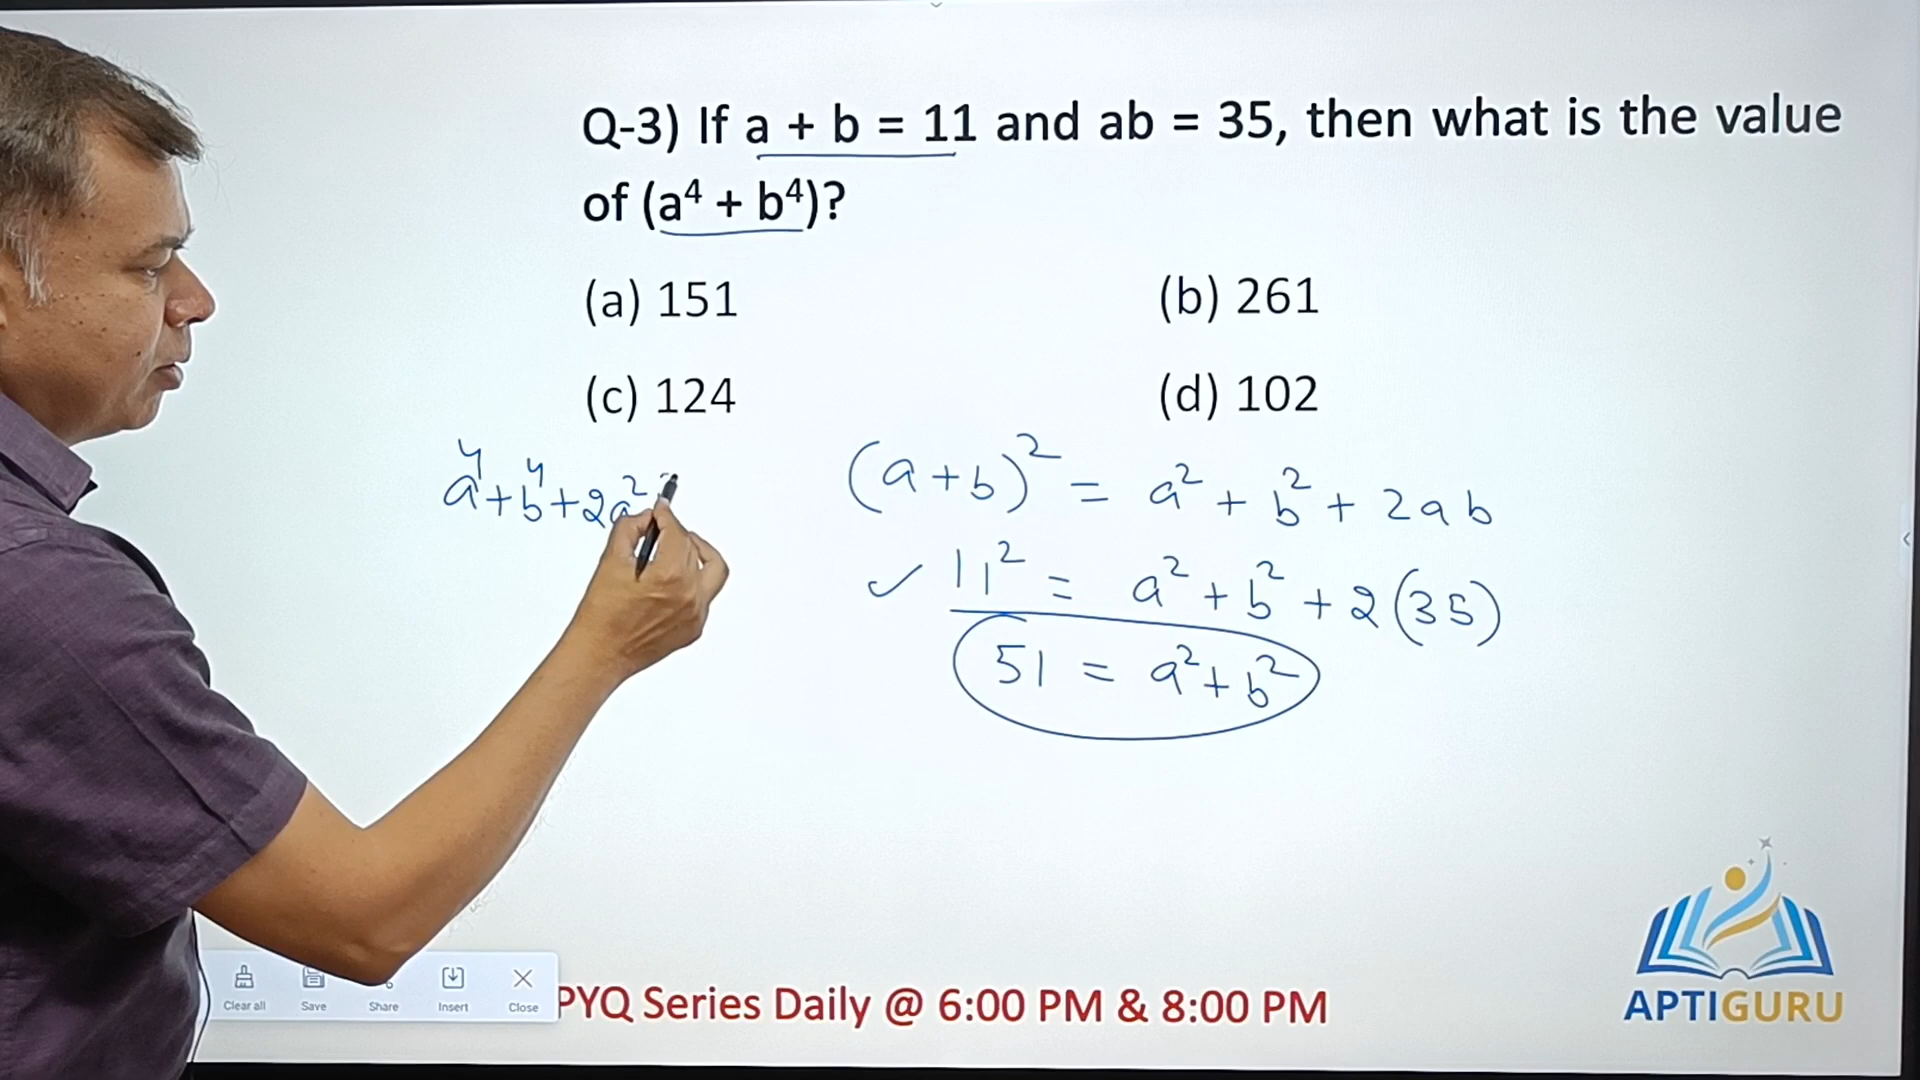 Q-3) If a + b = 11 and ab = 35, then what is the value
of (a⁴ + b⁴)?
(a) 151
(b) 261
(c) 124
(d) 102
a⁴+b⁴+2a²
(a+b)² = a² + b² + 2ab
✓ 11² = a² + b² + 2(35)
51 = a² + b²
Clear all
Save
Share
Insert
Close
PYQ Series Daily @ 6:00 PM & 8:00 PM
APTIGURU